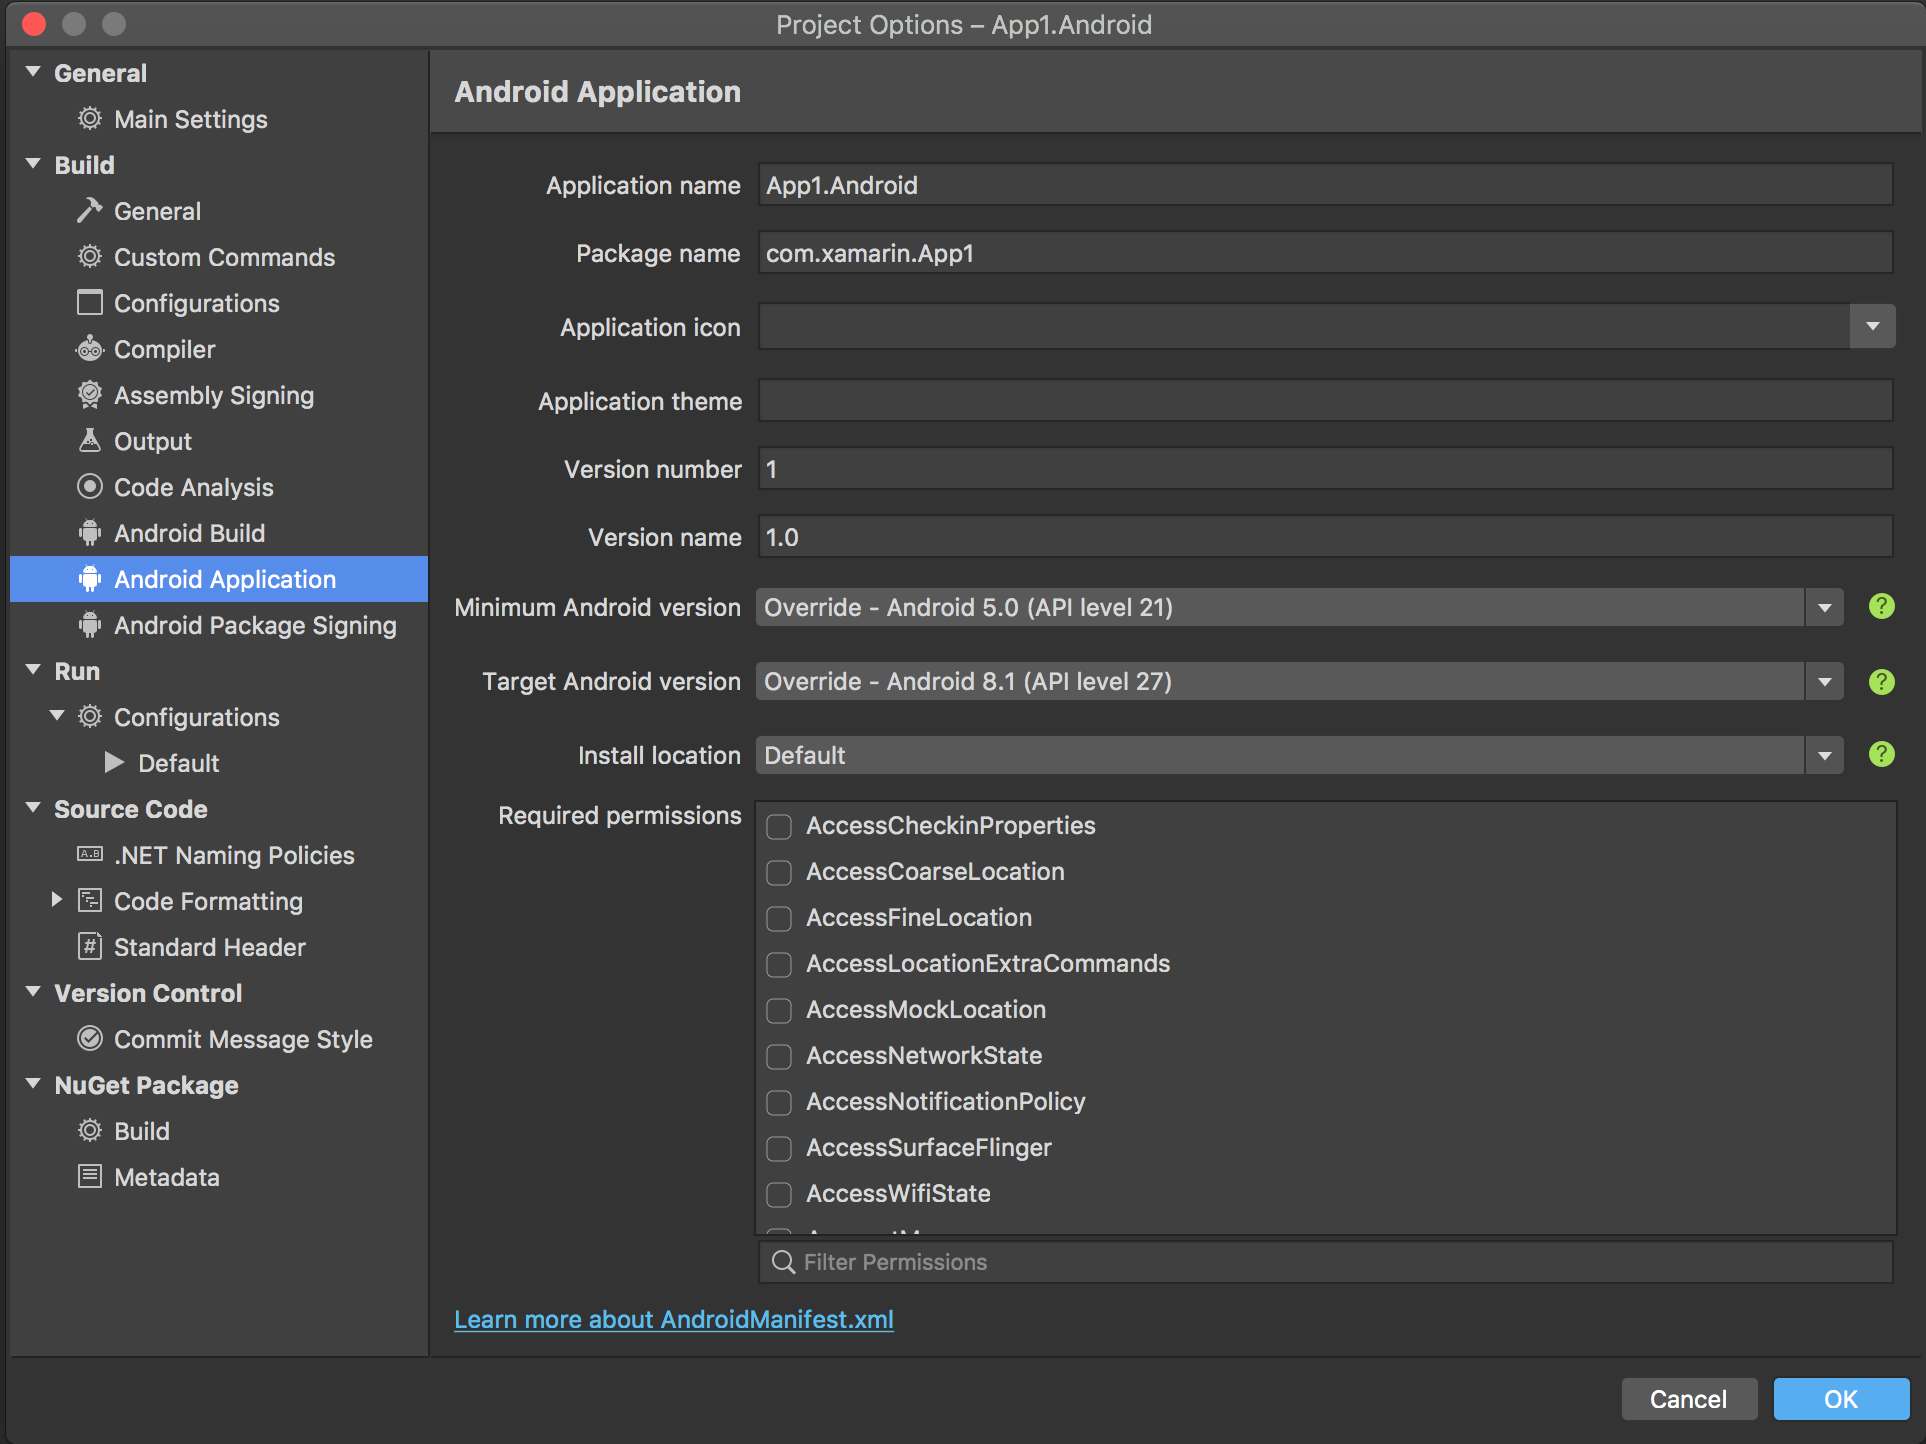 Project Options – App1.Android
General
Main Settings
Build
General
Custom Commands
Configurations
Compiler
Assembly Signing
Output
Code Analysis
Android Build
Android Application
Android Package Signing
Run
Configurations
Default
Source Code
A.B .NET Naming Policies
Code Formatting
# Standard Header
Version Control
Commit Message Style
NuGet Package
Build
Metadata
Android Application
Application name App1.Android
Package name com.xamarin.App1
Application icon
Application theme
Version number 1
Version name 1.0
Minimum Android version Override - Android 5.0 (API level 21) ?
Target Android version Override - Android 8.1 (API level 27) ?
Install location Default ?
Required permissions
AccessCheckinProperties
AccessCoarseLocation
AccessFineLocation
AccessLocationExtraCommands
AccessMockLocation
AccessNetworkState
AccessNotificationPolicy
AccessSurfaceFlinger
AccessWifiState
Filter Permissions
Learn more about AndroidManifest.xml
Cancel OK